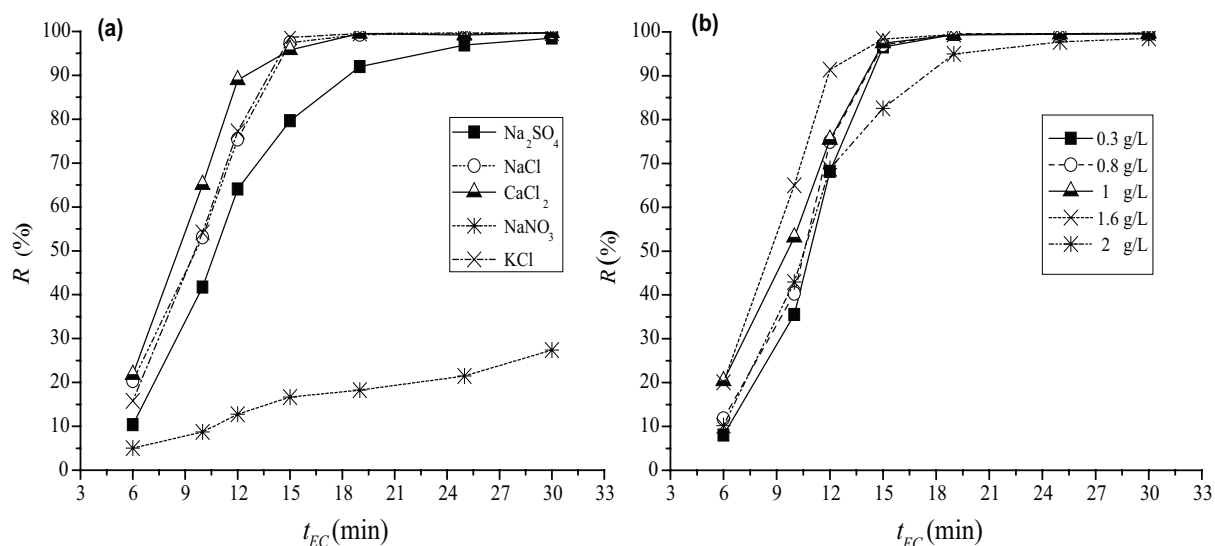 (a)
100
90
80
70
60
50
40
30
20
10
0
R (%)
3 6 9 12 15 18 21 24 27 30 33
t_EC (min)
Na₂SO₄
NaCl
CaCl₂
NaNO₃
KCl
(b)
100
90
80
70
60
50
40
30
20
10
0
R (%)
3 6 9 12 15 18 21 24 27 30 33
t_EC (min)
0.3 g/L
0.8 g/L
1 g/L
1.6 g/L
2 g/L